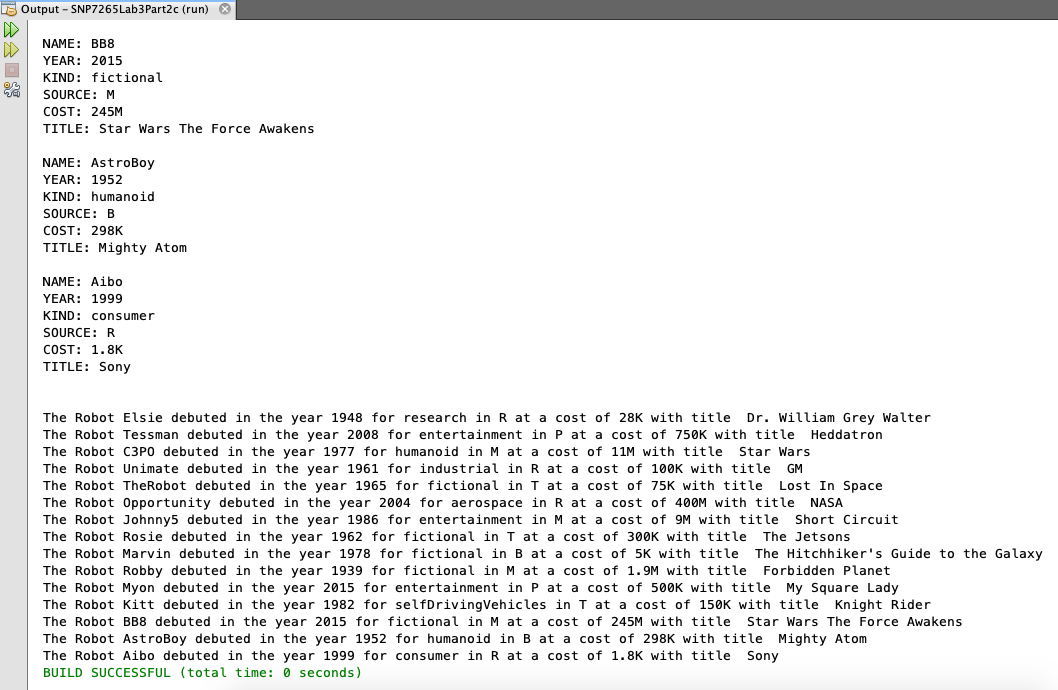 Output - SNP7265Lab3Part2c (run)
NAME: BB8
YEAR: 2015
KIND: fictional
SOURCE: M
COST: 245M
TITLE: Star Wars The Force Awakens
NAME: AstroBoy
YEAR: 1952
KIND: humanoid
SOURCE: B
COST: 298K
TITLE: Mighty Atom
NAME: Aibo
YEAR: 1999
KIND: consumer
SOURCE: R
COST: 1.8K
TITLE: Sony
The Robot Elsie debuted in the year 1948 for research in R at a cost of 28K with title  Dr. William Grey Walter
The Robot Tessman debuted in the year 2008 for entertainment in P at a cost of 750K with title  Heddatron
The Robot C3PO debuted in the year 1977 for humanoid in M at a cost of 11M with title  Star Wars
The Robot Unimate debuted in the year 1961 for industrial in R at a cost of 100K with title  GM
The Robot TheRobot debuted in the year 1965 for fictional in T at a cost of 75K with title  Lost In Space
The Robot Opportunity debuted in the year 2004 for aerospace in R at a cost of 400M with title  NASA
The Robot Johnny5 debuted in the year 1986 for entertainment in M at a cost of 9M with title  Short Circuit
The Robot Rosie debuted in the year 1962 for fictional in T at a cost of 300K with title  The Jetsons
The Robot Marvin debuted in the year 1978 for fictional in B at a cost of 5K with title  The Hitchhiker's Guide to the Galaxy
The Robot Robby debuted in the year 1939 for fictional in M at a cost of 1.9M with title  Forbidden Planet
The Robot Myon debuted in the year 2015 for entertainment in P at a cost of 500K with title  My Square Lady
The Robot Kitt debuted in the year 1982 for selfDrivingVehicles in T at a cost of 150K with title  Knight Rider
The Robot BB8 debuted in the year 2015 for fictional in M at a cost of 245M with title  Star Wars The Force Awakens
The Robot AstroBoy debuted in the year 1952 for humanoid in B at a cost of 298K with title  Mighty Atom
The Robot Aibo debuted in the year 1999 for consumer in R at a cost of 1.8K with title  Sony
BUILD SUCCESSFUL (total time: 0 seconds)